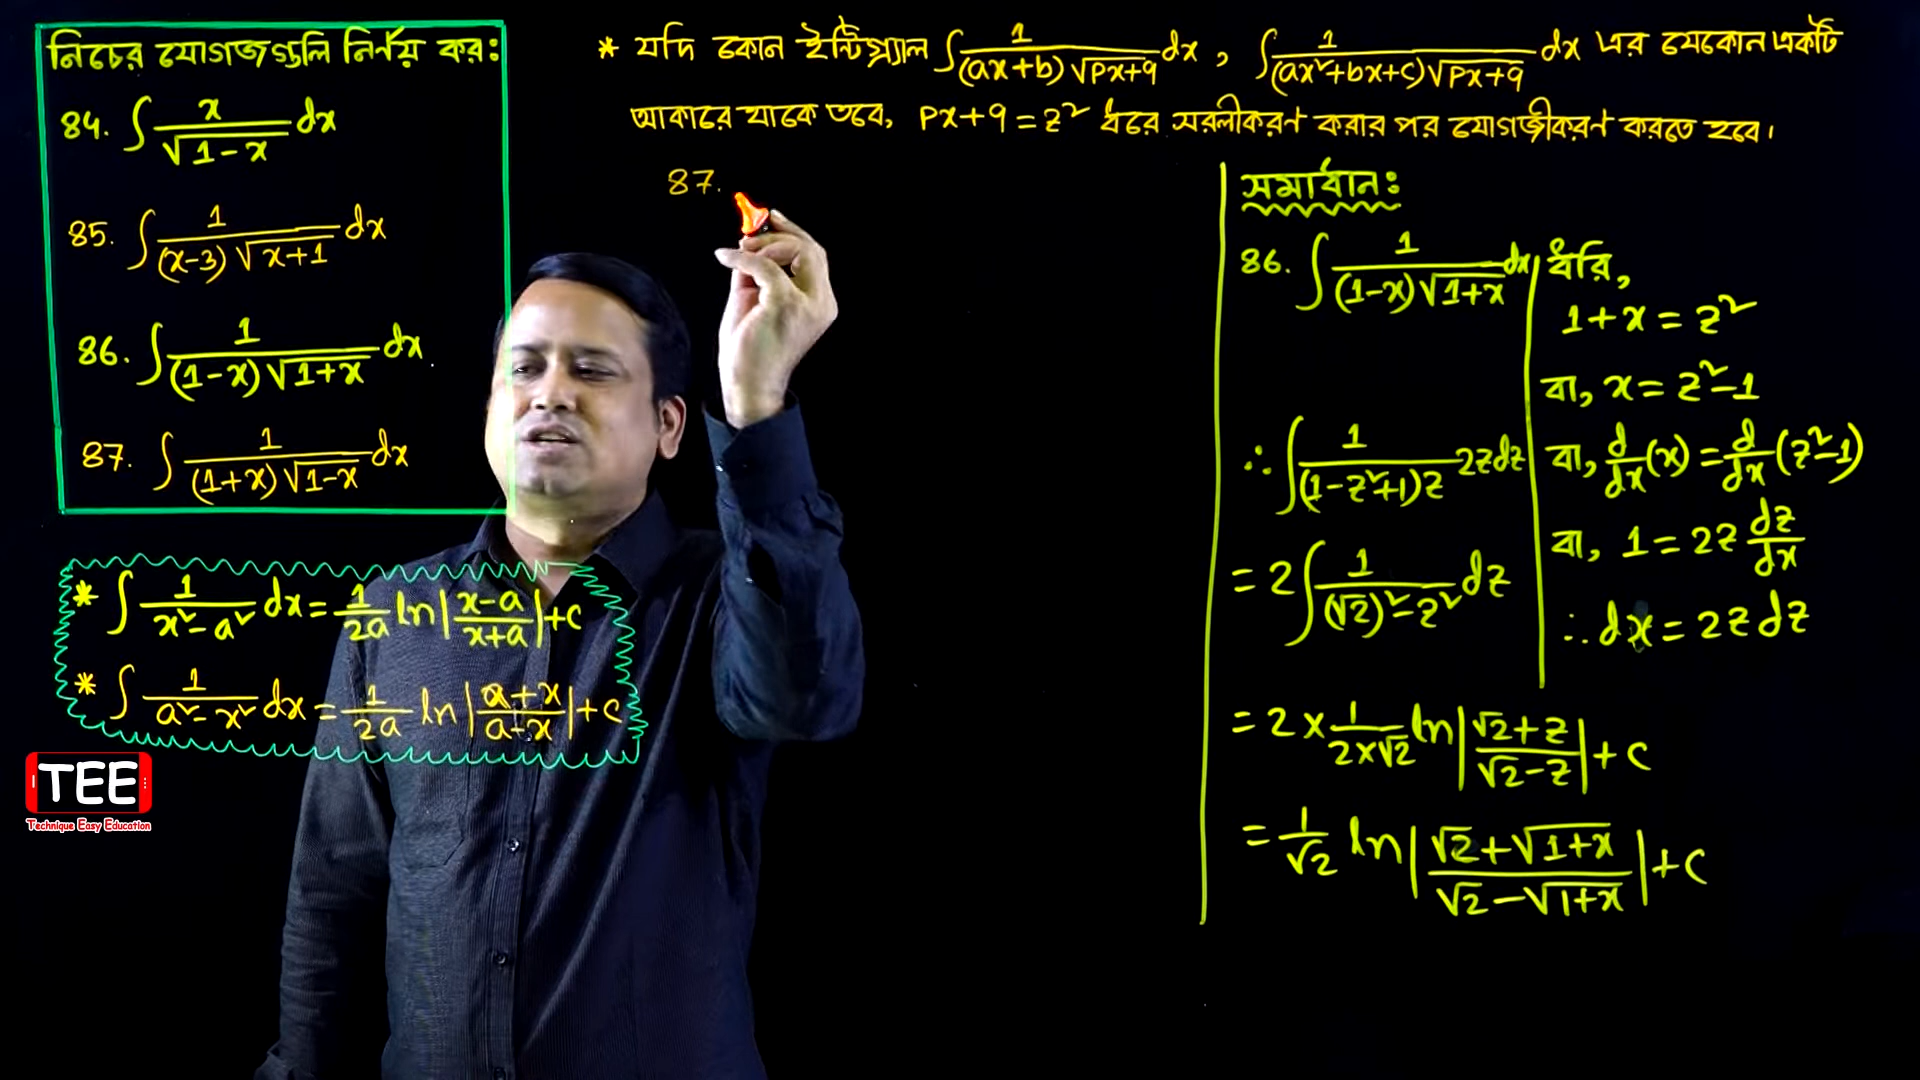 নিচের যোগজগুলি নির্ণয় কর:
84. ∫ x/√(1-x) dx
85. ∫ 1/((x-3)√(x+1)) dx
86. ∫ 1/((1-x)√(1+x)) dx
87. ∫ 1/((1+x)√(1-x)) dx
* ∫ 1/(x²-a²) dx = 1/2a ln|(x-a)/(x+a)|+c
* ∫ 1/(a²-x²) dx = 1/2a ln|(a+x)/(a-x)|+c
TEE
Technique Easy Education
* যদি কোন ইন্টিগ্র্যাল ∫ 1/((ax+b)√(px+q)) dx, ∫ 1/((ax²+bx+c)√(px+q)) dx এর যেকোন একটি
আকারে থাকে তবে, px+q=z² ধরে সরলীকরণ করার পর যোগজীকরণ করতে হবে।
87.
সমাধান:
86. ∫ 1/((1-x)√(1+x)) dx
∴ ∫ 1/((1-z²+1)z) 2zdz
= 2∫ 1/((√2)²-z²) dz
= 2× 1/(2×√2) ln|(√2+z)/(√2-z)|+c
= 1/√2 ln|(√2+√(1+x))/(√2-√(1+x))|+c
ধরি,
1+x = z²
বা, x = z²-1
বা, d/dx(x) = d/dx(z²-1)
বা, 1 = 2z dz/dx
∴ dx = 2z dz